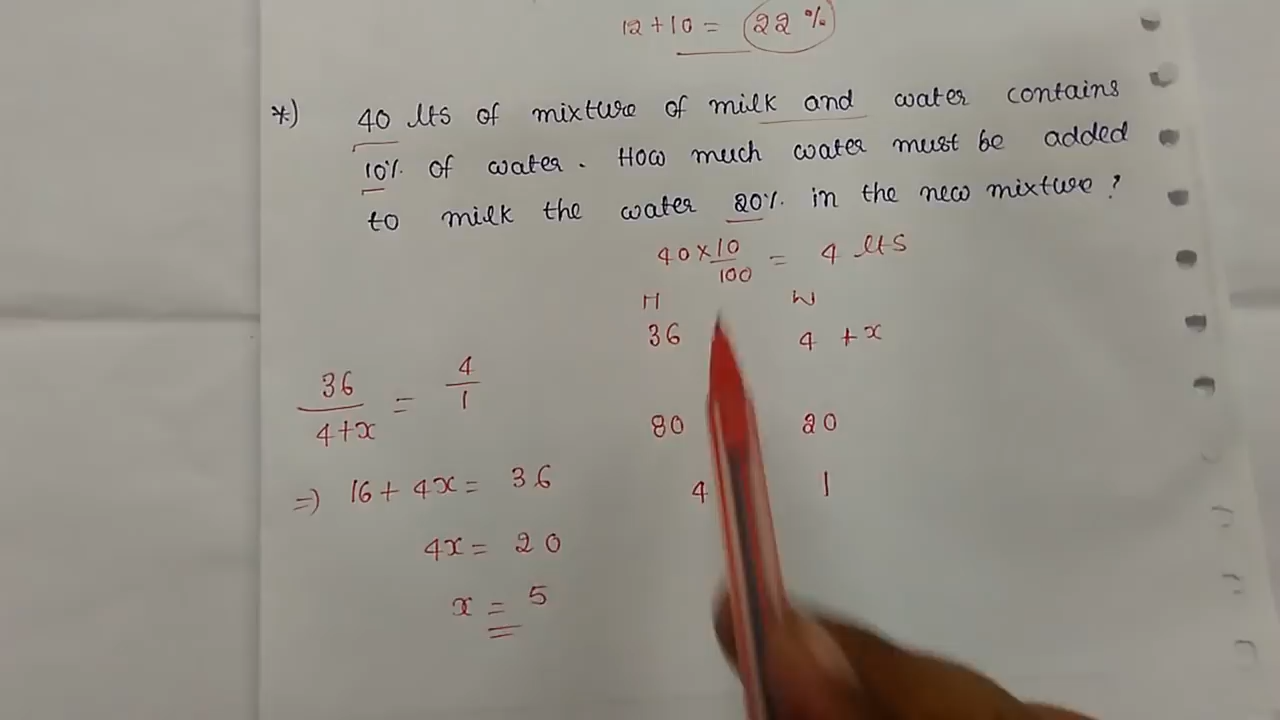 12 + 10 = 22 %
*) 40 lts of mixture of milk and water contains
10% of water. How much water must be added
to milk the water 20% in the new mixture?
40 × 10/100 = 4 lts
M W
36 4 + x
80 20
4 1
36/4+x = 4/1
=> 16 + 4x = 36
4x = 20
x = 5